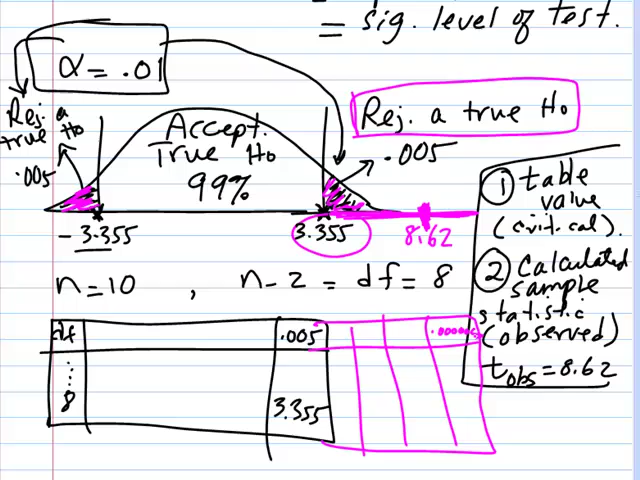 = sig. level of test.
α = .01
Rej. a
true Ho
.005
Accept.
True Ho
99%
Rej. a true Ho
.005
- 3.355
3.355
8.62
① table
value
(critical).
② Calculated
sample
statistic
(observed)
t obs = 8.62
n = 10 , n - 2 = df = 8
df
.005
8
3.355